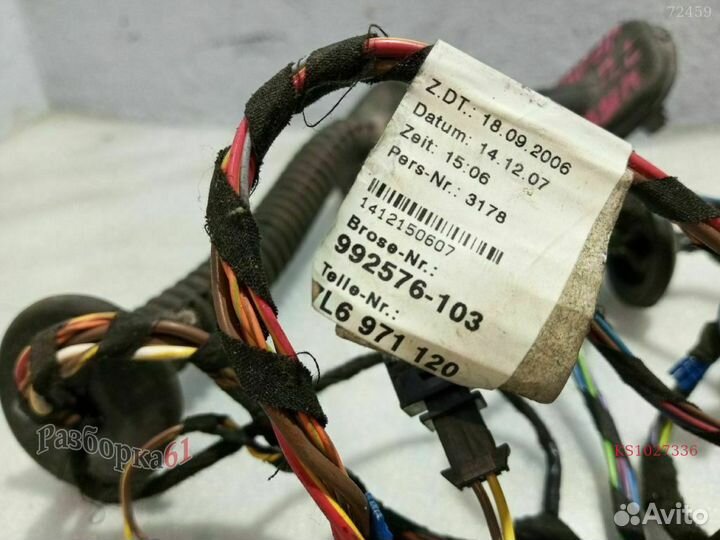 72459
Z.DT.: 18.09.2006
Datum: 14.12.07
Zeit: 15:06
Pers-Nr.: 3178
1412150607
Brose-Nr.:
992576-103
Teile-Nr.:
L6 971 120
Разборка61
KS1027336
Avito